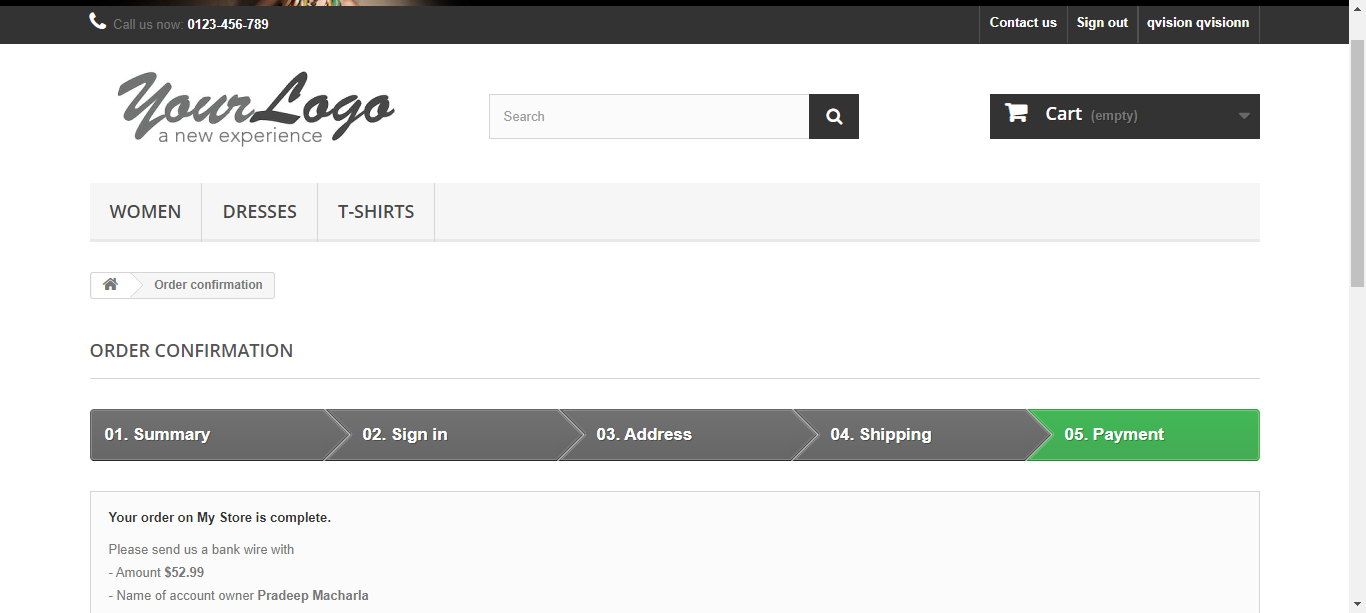 Call us now: 0123-456-789
Contact us
Sign out
qvision qvisionn
YourLogo
a new experience
Search
Cart (empty)
WOMEN
DRESSES
T-SHIRTS
Order confirmation
ORDER CONFIRMATION
01. Summary
02. Sign in
03. Address
04. Shipping
05. Payment
Your order on My Store is complete.
Please send us a bank wire with
- Amount $52.99
- Name of account owner Pradeep Macharla